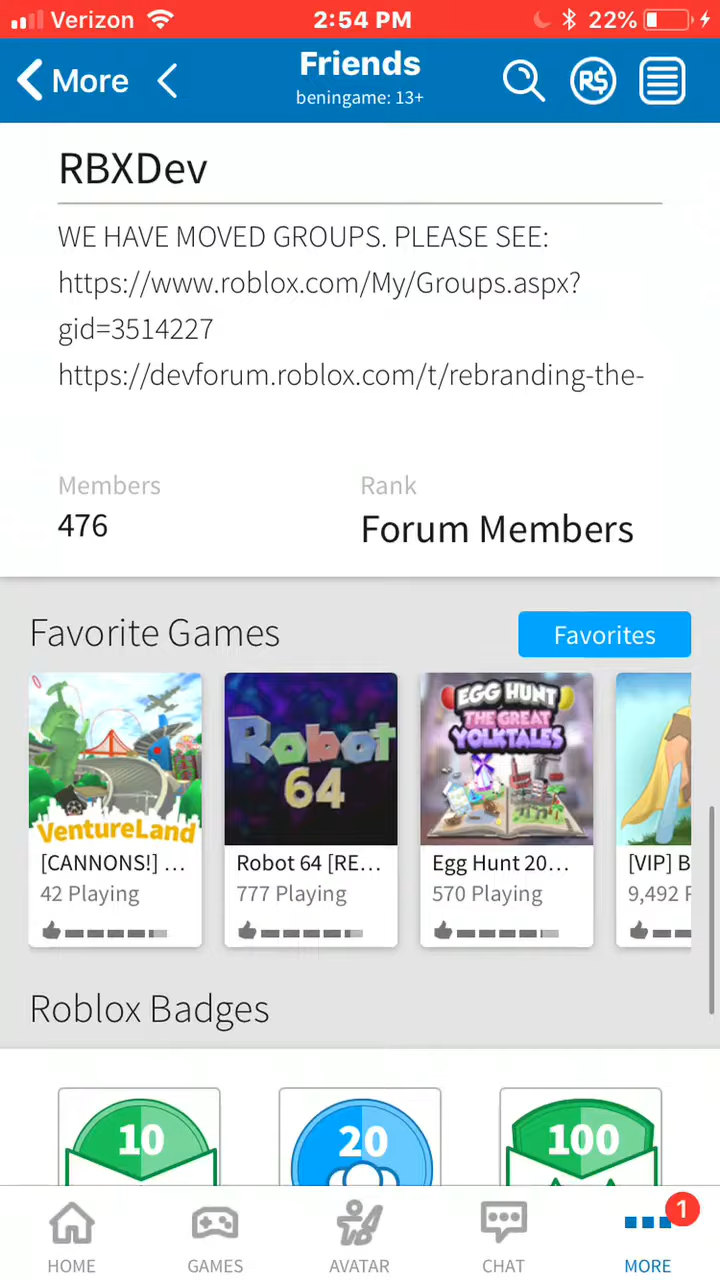 Verizon 2:54 PM 22%
More Friends R$
beningame: 13+
RBXDev
WE HAVE MOVED GROUPS. PLEASE SEE:
https://www.roblox.com/My/Groups.aspx?
gid=3514227
https://devforum.roblox.com/t/rebranding-the-
Members Rank
476 Forum Members
Favorite Games Favorites
EGG HUNT
THE GREAT
YOLKTALES
Robot
64
VentureLand
[CANNONS!] ... Robot 64 [RE... Egg Hunt 20... [VIP] B
42 Playing 777 Playing 570 Playing 9,492 P
Roblox Badges
10 20 100
1
HOME GAMES AVATAR CHAT MORE